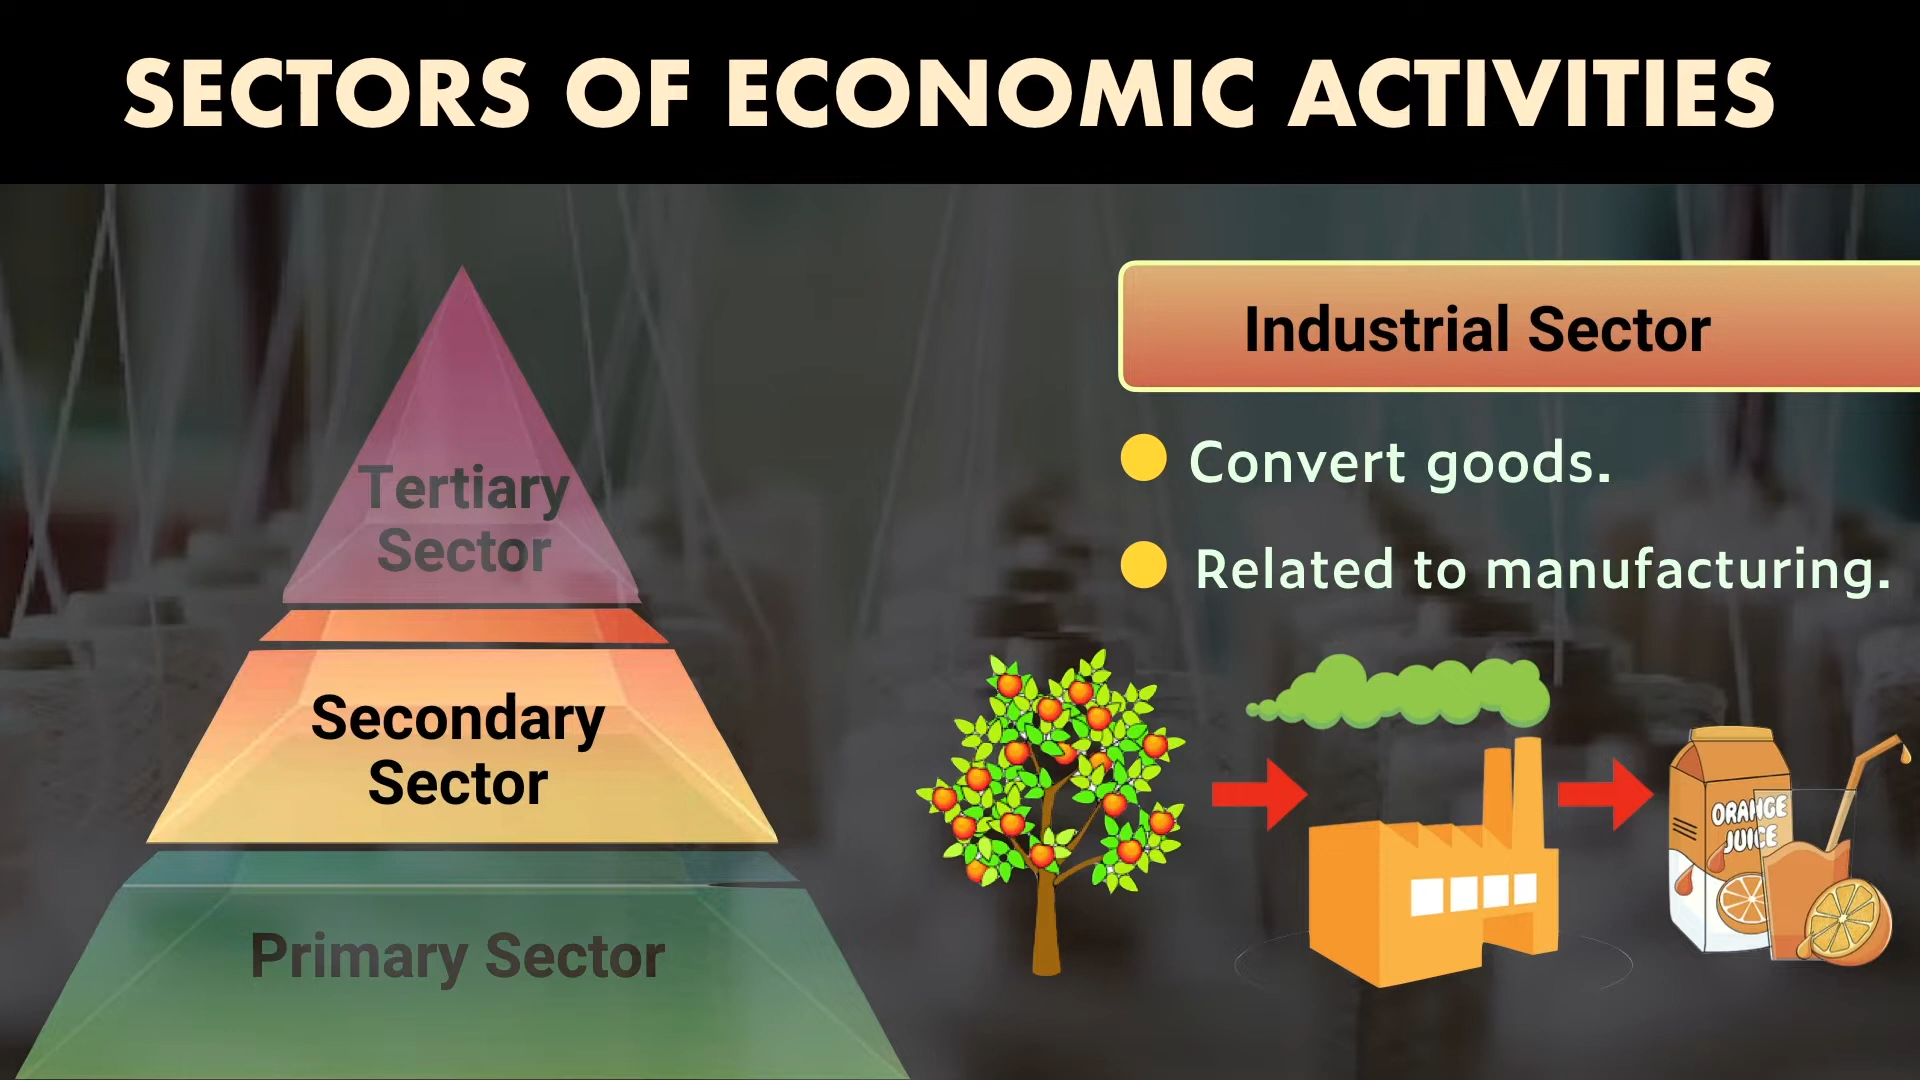 SECTORS OF ECONOMIC ACTIVITIES
Tertiary
Sector
Secondary
Sector
Primary Sector
Industrial Sector
Convert goods.
Related to manufacturing.
ORANGE
JUICE